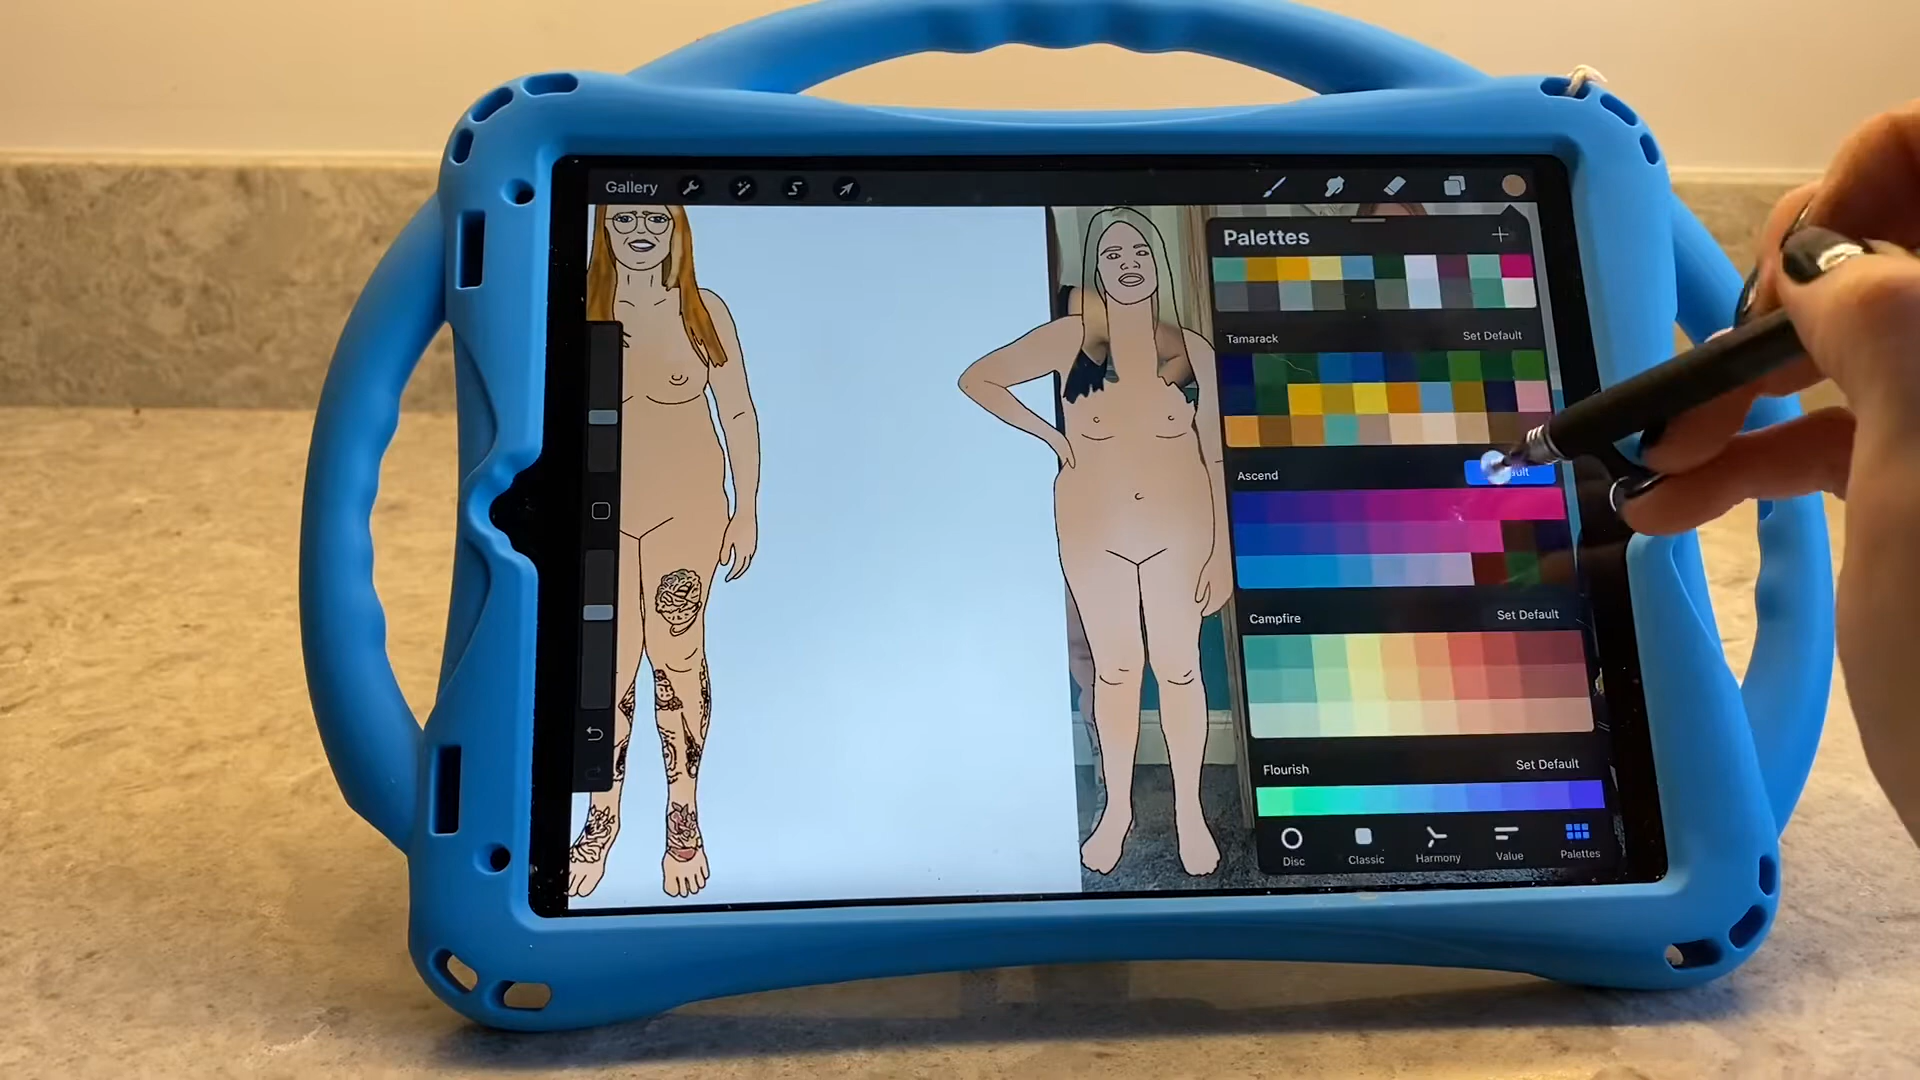 Gallery
Palettes
Tamarack
Set Default
Ascend
Campfire
Set Default
Flourish
Set Default
Disc
Classic
Harmony
Value
Palettes